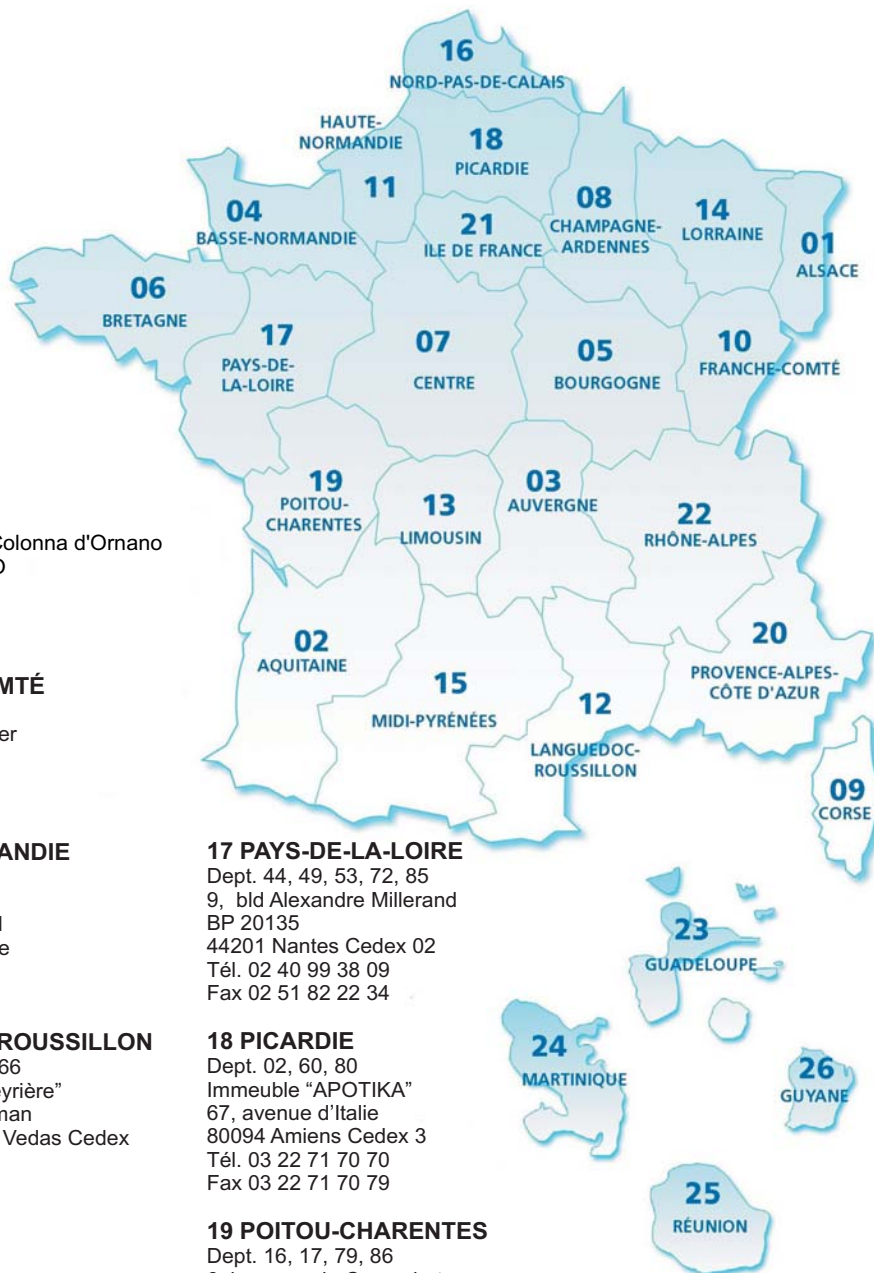 16
NORD-PAS-DE-CALAIS
HAUTE-
NORMANDIE
11
18
PICARDIE
04
BASSE-NORMANDIE
21
ILE DE FRANCE
08
CHAMPAGNE-
ARDENNES
14
LORRAINE
01
ALSACE
06
BRETAGNE
17
PAYS-DE-
LA-LOIRE
07
CENTRE
05
BOURGOGNE
10
FRANCHE-COMTÉ
19
POITOU-
CHARENTES
13
LIMOUSIN
03
AUVERGNE
22
RHÔNE-ALPES
02
AQUITAINE
15
MIDI-PYRÉNÉES
12
LANGUEDOC-
ROUSSILLON
20
PROVENCE-ALPES-
CÔTE D'AZUR
09
CORSE
23
GUADELOUPE
24
MARTINIQUE
26
GUYANE
25
RÉUNION
Colonna d'Ornano
MTÉ
er
ANDIE
e
ROUSSILLON
66
eyrière”
man
Vedas Cedex
17 PAYS-DE-LA-LOIRE
Dept. 44, 49, 53, 72, 85
9, bld Alexandre Millerand
BP 20135
44201 Nantes Cedex 02
Tél. 02 40 99 38 09
Fax 02 51 82 22 34
18 PICARDIE
Dept. 02, 60, 80
Immeuble “APOTIKA”
67, avenue d’Italie
80094 Amiens Cedex 3
Tél. 03 22 71 70 70
Fax 03 22 71 70 79
19 POITOU-CHARENTES
Dept. 16, 17, 79, 86